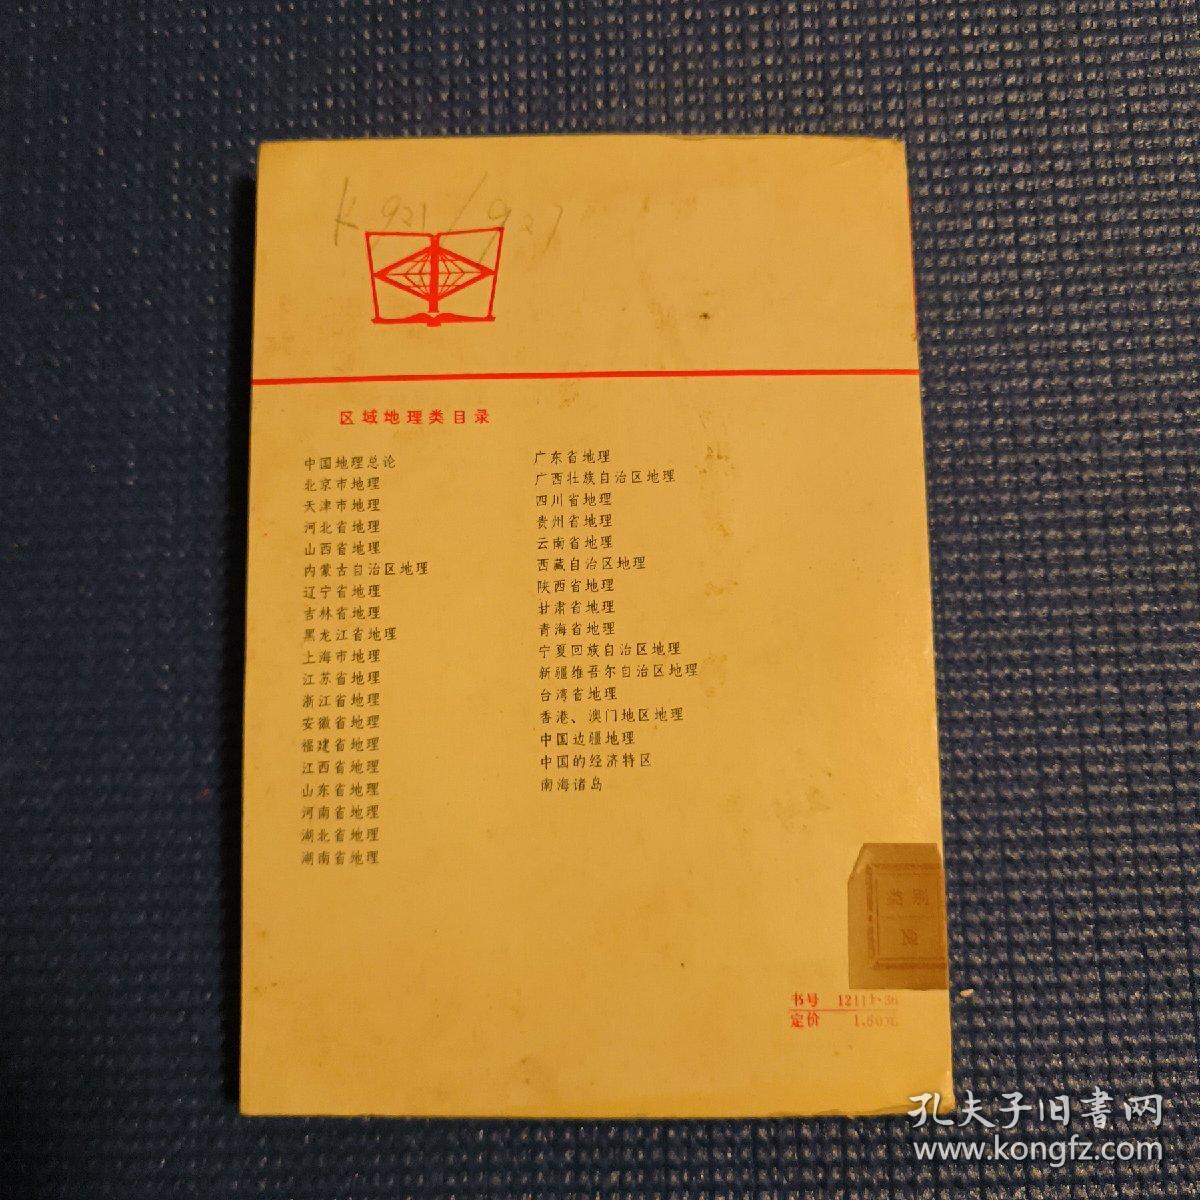 K921/927
区域地理类目录
中国地理总论
北京市地理
天津市地理
河北省地理
山西省地理
内蒙古自治区地理
辽宁省地理
吉林省地理
黑龙江省地理
上海市地理
江苏省地理
浙江省地理
安徽省地理
福建省地理
江西省地理
山东省地理
河南省地理
湖北省地理
湖南省地理
广东省地理
广西壮族自治区地理
四川省地理
贵州省地理
云南省地理
西藏自治区地理
陕西省地理
甘肃省地理
青海省地理
宁夏回族自治区地理
新疆维吾尔自治区地理
台湾省地理
香港、澳门地区地理
中国边疆地理
中国的经济特区
南海诸岛
类别
№
书号
定价 1.60元
孔夫子旧書网
www.kongfz.com